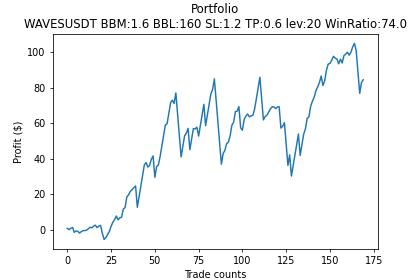 Portfolio
WAVESUSDT BBM:1.6 BBL:160 SL:1.2 TP:0.6 lev:20 WinRatio:74.0
Profit ($)
100
80
60
40
20
0
0 25 50 75 100 125 150 175
Trade counts